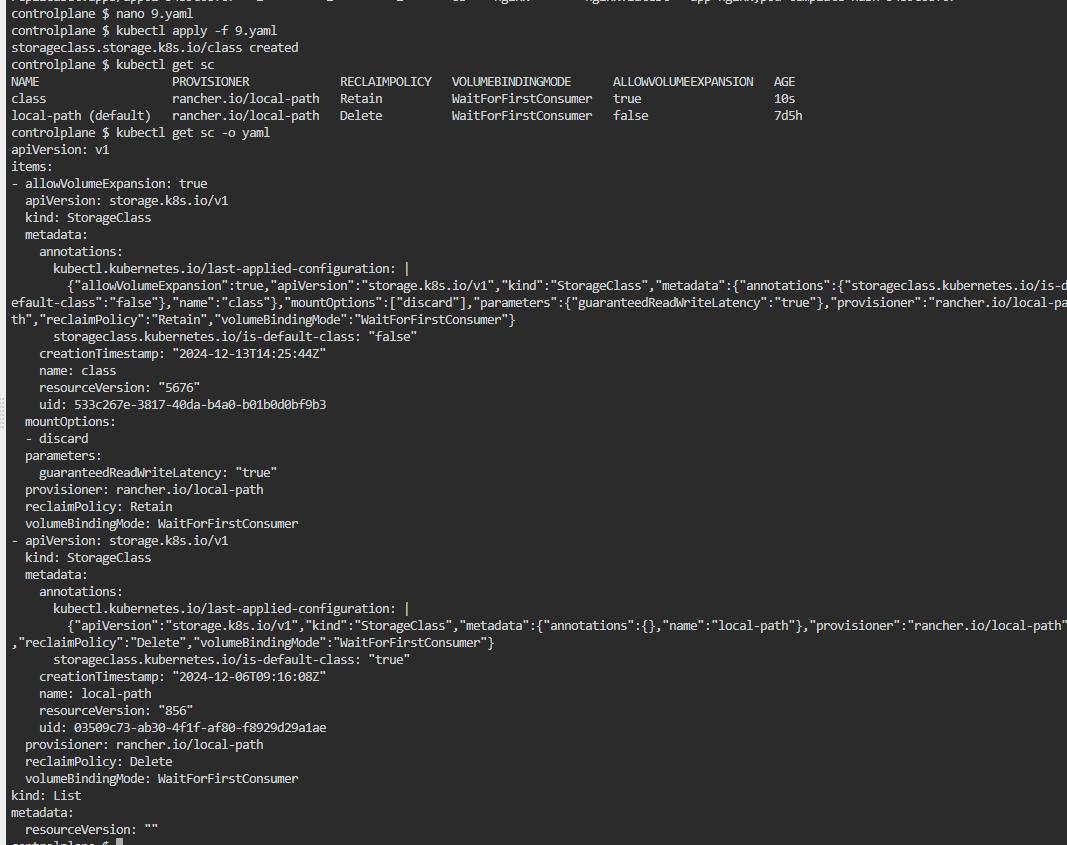 controlplane $ nano 9.yaml
controlplane $ kubectl apply -f 9.yaml
storageclass.storage.k8s.io/class created
controlplane $ kubectl get sc
NAME                   PROVISIONER             RECLAIMPOLICY   VOLUMEBINDINGMODE      ALLOWVOLUMEEXPANSION   AGE
class                  rancher.io/local-path   Retain          WaitForFirstConsumer   true                   10s
local-path (default)   rancher.io/local-path   Delete          WaitForFirstConsumer   false                  7d5h
controlplane $ kubectl get sc -o yaml
apiVersion: v1
items:
- allowVolumeExpansion: true
  apiVersion: storage.k8s.io/v1
  kind: StorageClass
  metadata:
    annotations:
      kubectl.kubernetes.io/last-applied-configuration: |
        {"allowVolumeExpansion":true,"apiVersion":"storage.k8s.io/v1","kind":"StorageClass","metadata":{"annotations":{"storageclass.kubernetes.io/is-d
efault-class":"false"},"name":"class"},"mountOptions":["discard"],"parameters":{"guaranteedReadWriteLatency":"true"},"provisioner":"rancher.io/local-pa
th","reclaimPolicy":"Retain","volumeBindingMode":"WaitForFirstConsumer"}
      storageclass.kubernetes.io/is-default-class: "false"
    creationTimestamp: "2024-12-13T14:25:44Z"
    name: class
    resourceVersion: "5676"
    uid: 533c267e-3817-40da-b4a0-b01b0d0bf9b3
  mountOptions:
  - discard
  parameters:
    guaranteedReadWriteLatency: "true"
  provisioner: rancher.io/local-path
  reclaimPolicy: Retain
  volumeBindingMode: WaitForFirstConsumer
- apiVersion: storage.k8s.io/v1
  kind: StorageClass
  metadata:
    annotations:
      kubectl.kubernetes.io/last-applied-configuration: |
        {"apiVersion":"storage.k8s.io/v1","kind":"StorageClass","metadata":{"annotations":{},"name":"local-path"},"provisioner":"rancher.io/local-path"
,"reclaimPolicy":"Delete","volumeBindingMode":"WaitForFirstConsumer"}
      storageclass.kubernetes.io/is-default-class: "true"
    creationTimestamp: "2024-12-06T09:16:08Z"
    name: local-path
    resourceVersion: "856"
    uid: 03509c73-ab30-4f1f-af80-f8929d29a1ae
  provisioner: rancher.io/local-path
  reclaimPolicy: Delete
  volumeBindingMode: WaitForFirstConsumer
kind: List
metadata:
  resourceVersion: ""
controlplane $